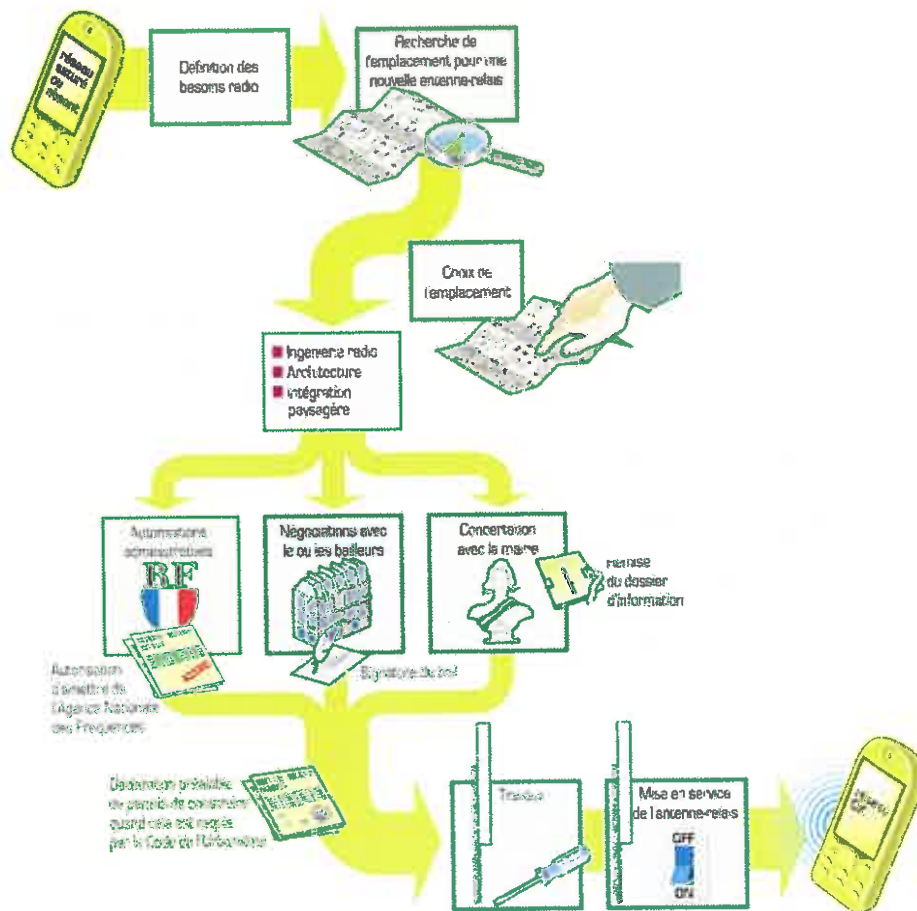 réseau
saturé
ou
Définition des
besoins radio
Recherche de
l'emplacement pour une
nouvelle antenne-relais
Choix de
l'emplacement
Ingénierie radio
Architecture
Intégration
paysagère
Autorisations
administratives
RF
Négociations avec
le ou les bailleurs
Concertation
avec la mairie
Remise
du dossier
d'information
Autorisation
d'émettre de
l'Agence Nationale
des Fréquences
Signature du bail
Déclaration préalable
ou permis de construire
quand cela est requis
par le Code de l'Urbanisme
Travaux
Mise en service
de l'antenne-relais
OFF
ON
réseau